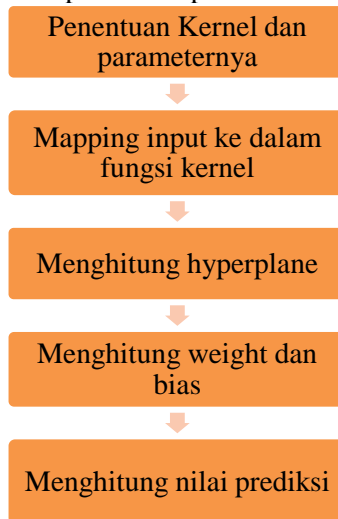 Penentuan Kernel dan
parameternya
Mapping input ke dalam
fungsi kernel
Menghitung hyperplane
Menghitung weight dan
bias
Menghitung nilai prediksi